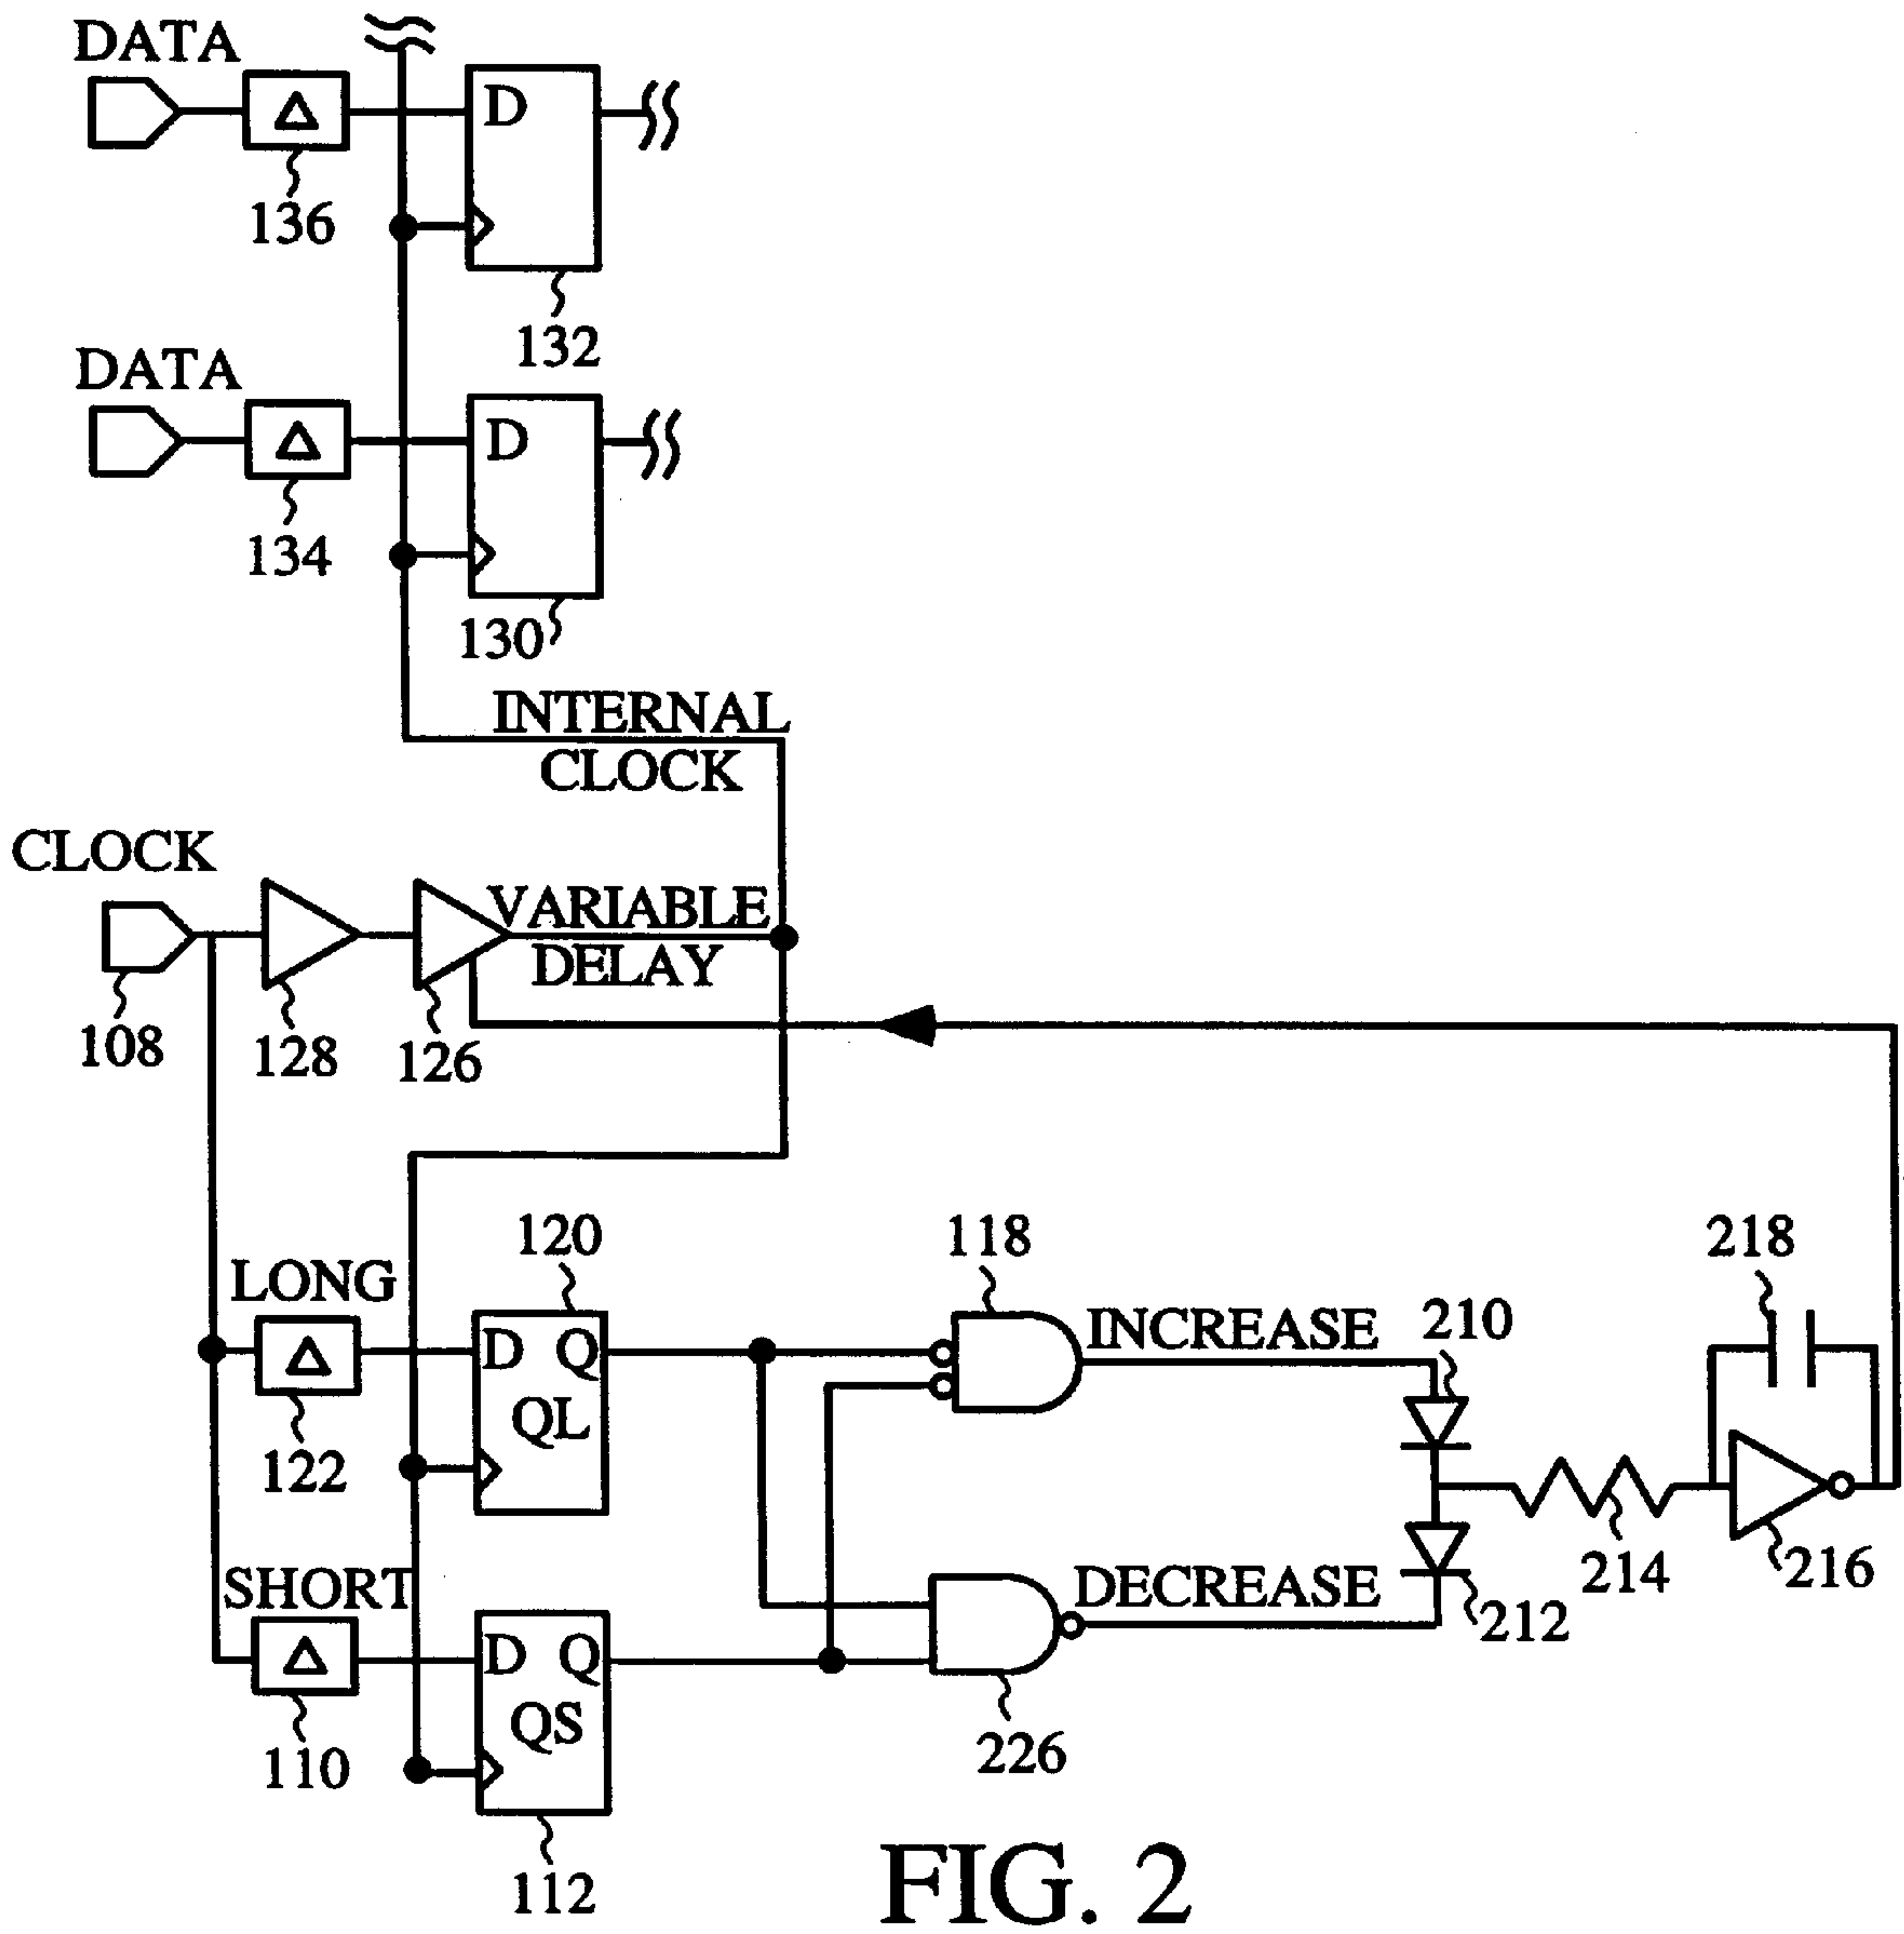 DATA
D
136
132
DATA
D
134
130
INTERNAL
CLOCK
CLOCK
VARIABLE
DELAY
108
128
126
120
118
218
LONG
INCREASE
210
D Q
QL
122
214
216
SHORT
DECREASE
212
D Q
QS
110
226
112
FIG. 2